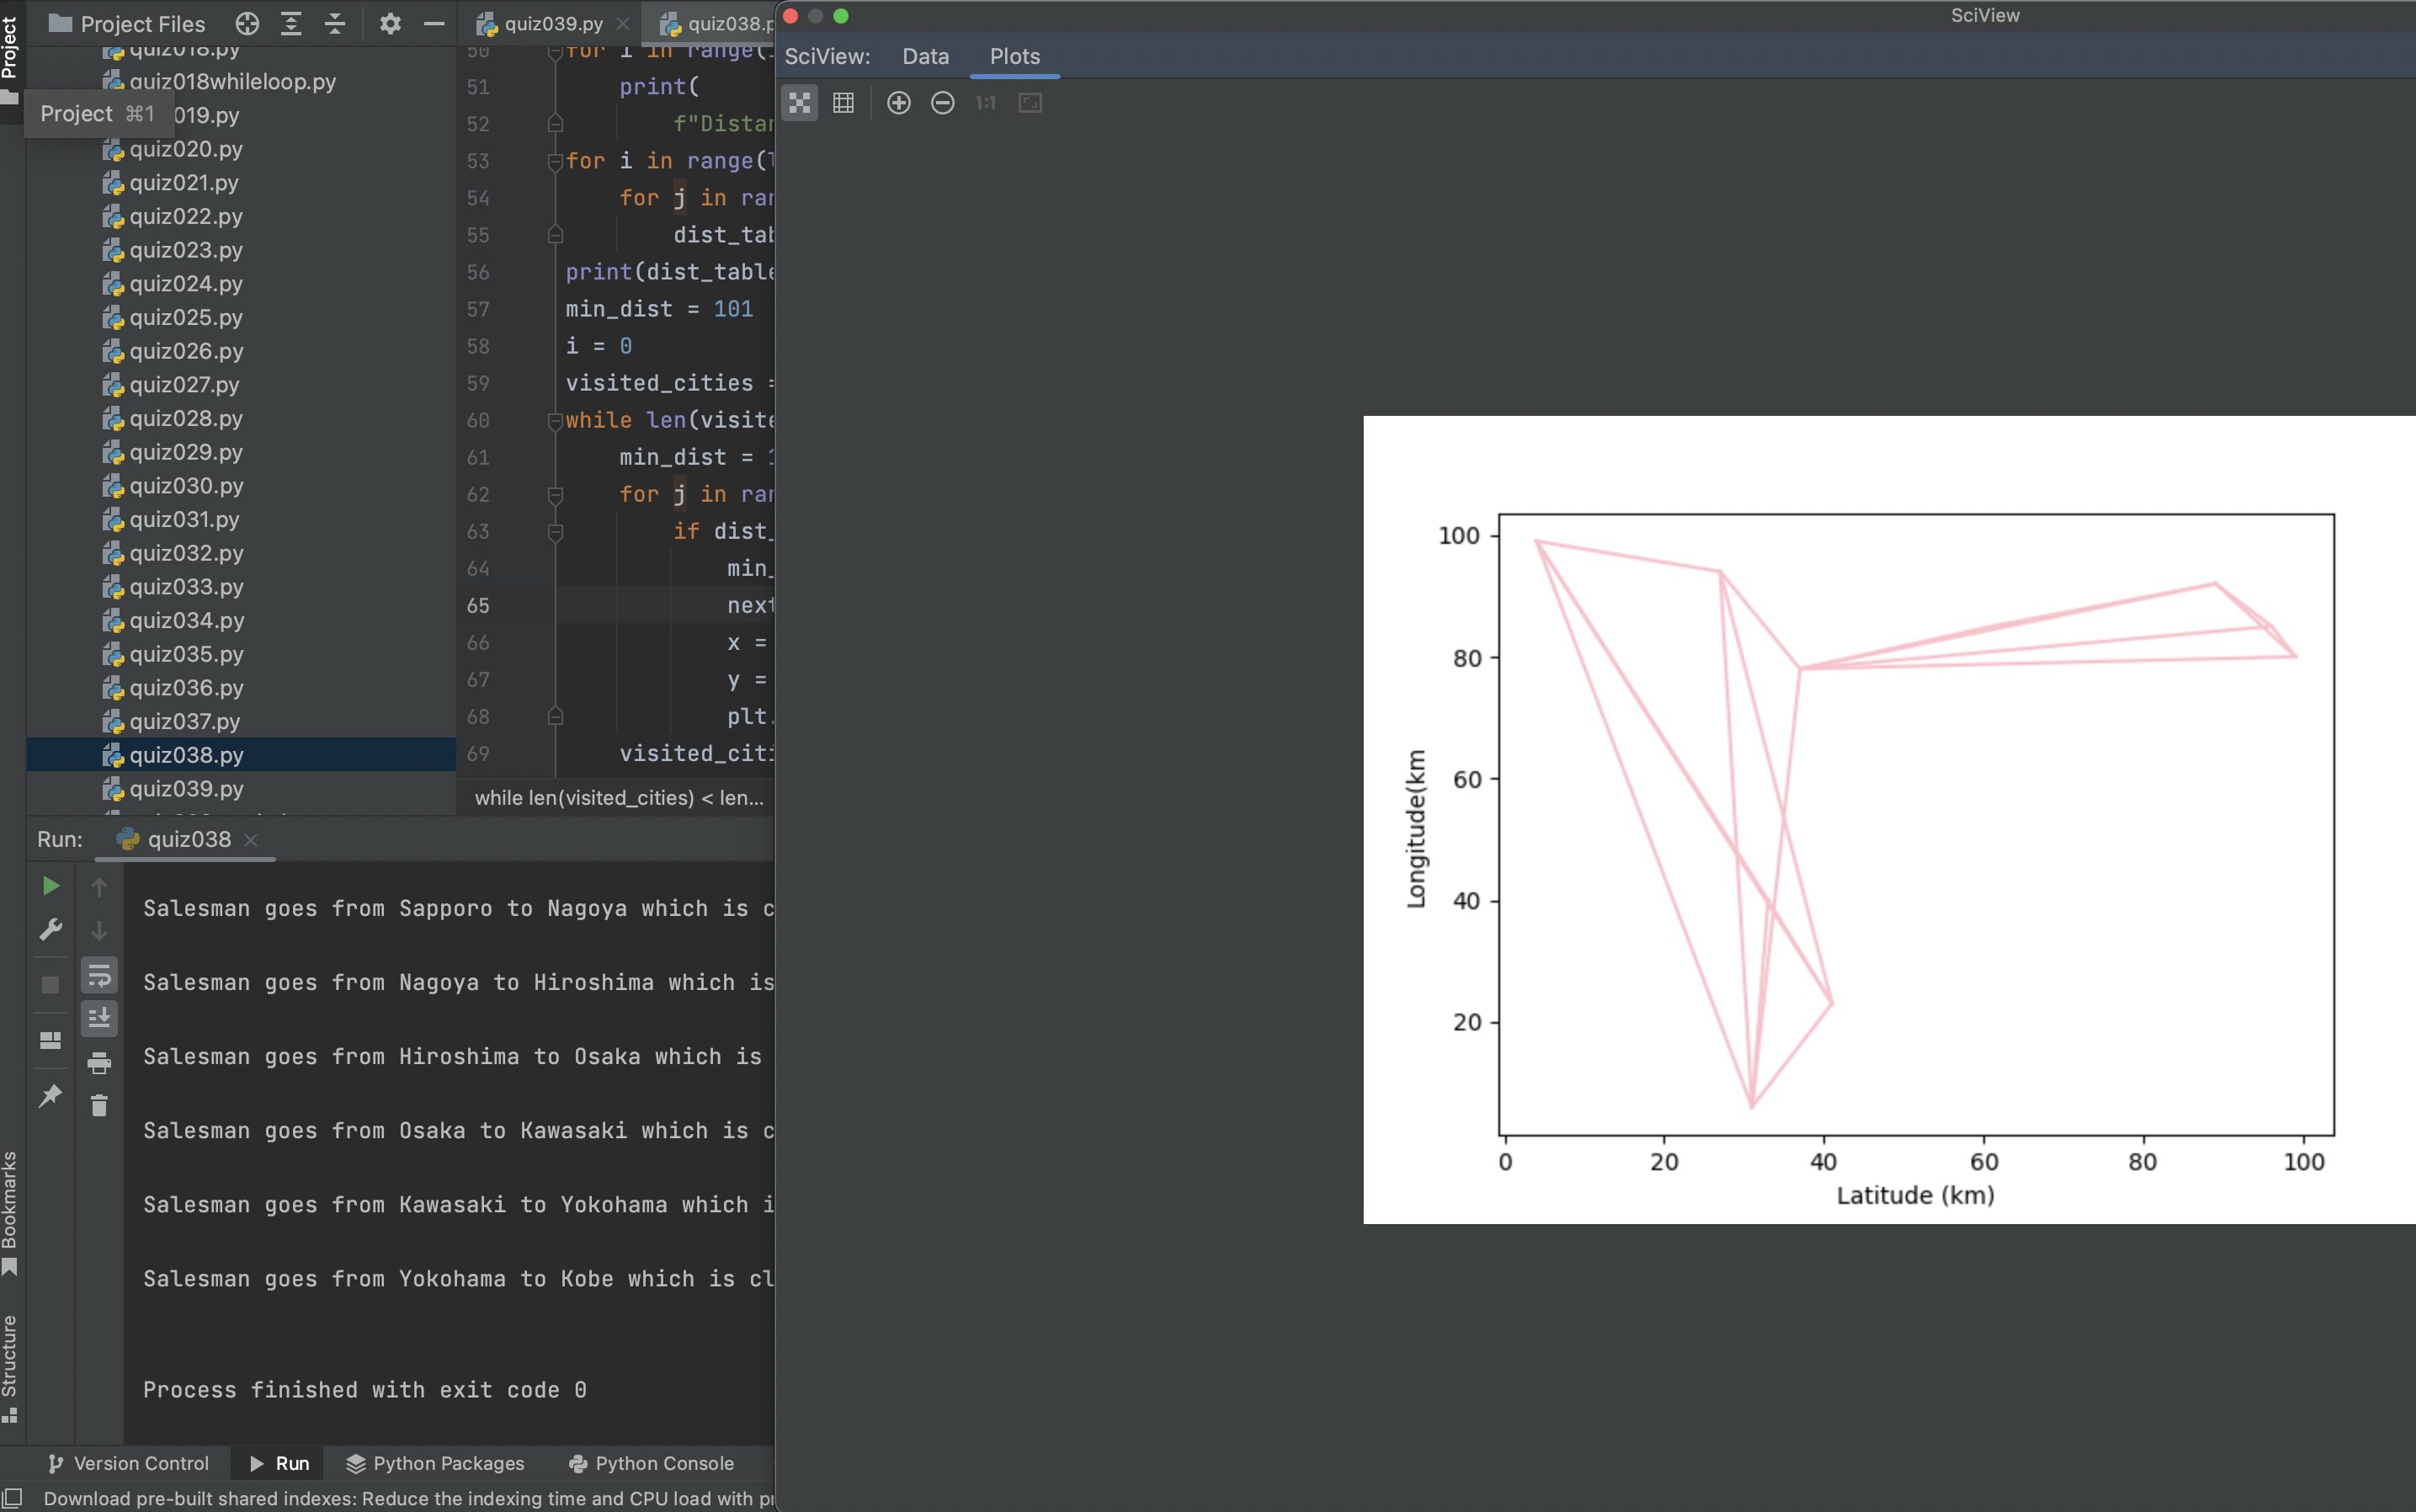 Project
Project Files
quiz018.py
quiz018whileloop.py
Project ⌘1
019.py
quiz020.py
quiz021.py
quiz022.py
quiz023.py
quiz024.py
quiz025.py
quiz026.py
quiz027.py
quiz028.py
quiz029.py
quiz030.py
quiz031.py
quiz032.py
quiz033.py
quiz034.py
quiz035.py
quiz036.py
quiz037.py
quiz038.py
quiz039.py
quiz039.py
quiz038.p
50 for i in range(
51 print(
52 f"Distan
53 for i in range(l
54 for j in ran
55 dist_tab
56 print(dist_table
57 min_dist = 101
58 i = 0
59 visited_cities =
60 while len(visite
61 min_dist = 1
62 for j in ran
63 if dist_
64 min_
65 next
66 x =
67 y =
68 plt.
69 visited_citi
while len(visited_cities) < len...
SciView
SciView: Data Plots
1:1
100
80
60
40
20
Longitude(km
0 20 40 60 80 100
Latitude (km)
Run: quiz038
Salesman goes from Sapporo to Nagoya which is c
Salesman goes from Nagoya to Hiroshima which is
Salesman goes from Hiroshima to Osaka which is
Salesman goes from Osaka to Kawasaki which is c
Salesman goes from Kawasaki to Yokohama which i
Salesman goes from Yokohama to Kobe which is cl
Process finished with exit code 0
Bookmarks
Structure
Version Control Run Python Packages Python Console
Download pre-built shared indexes: Reduce the indexing time and CPU load with pr